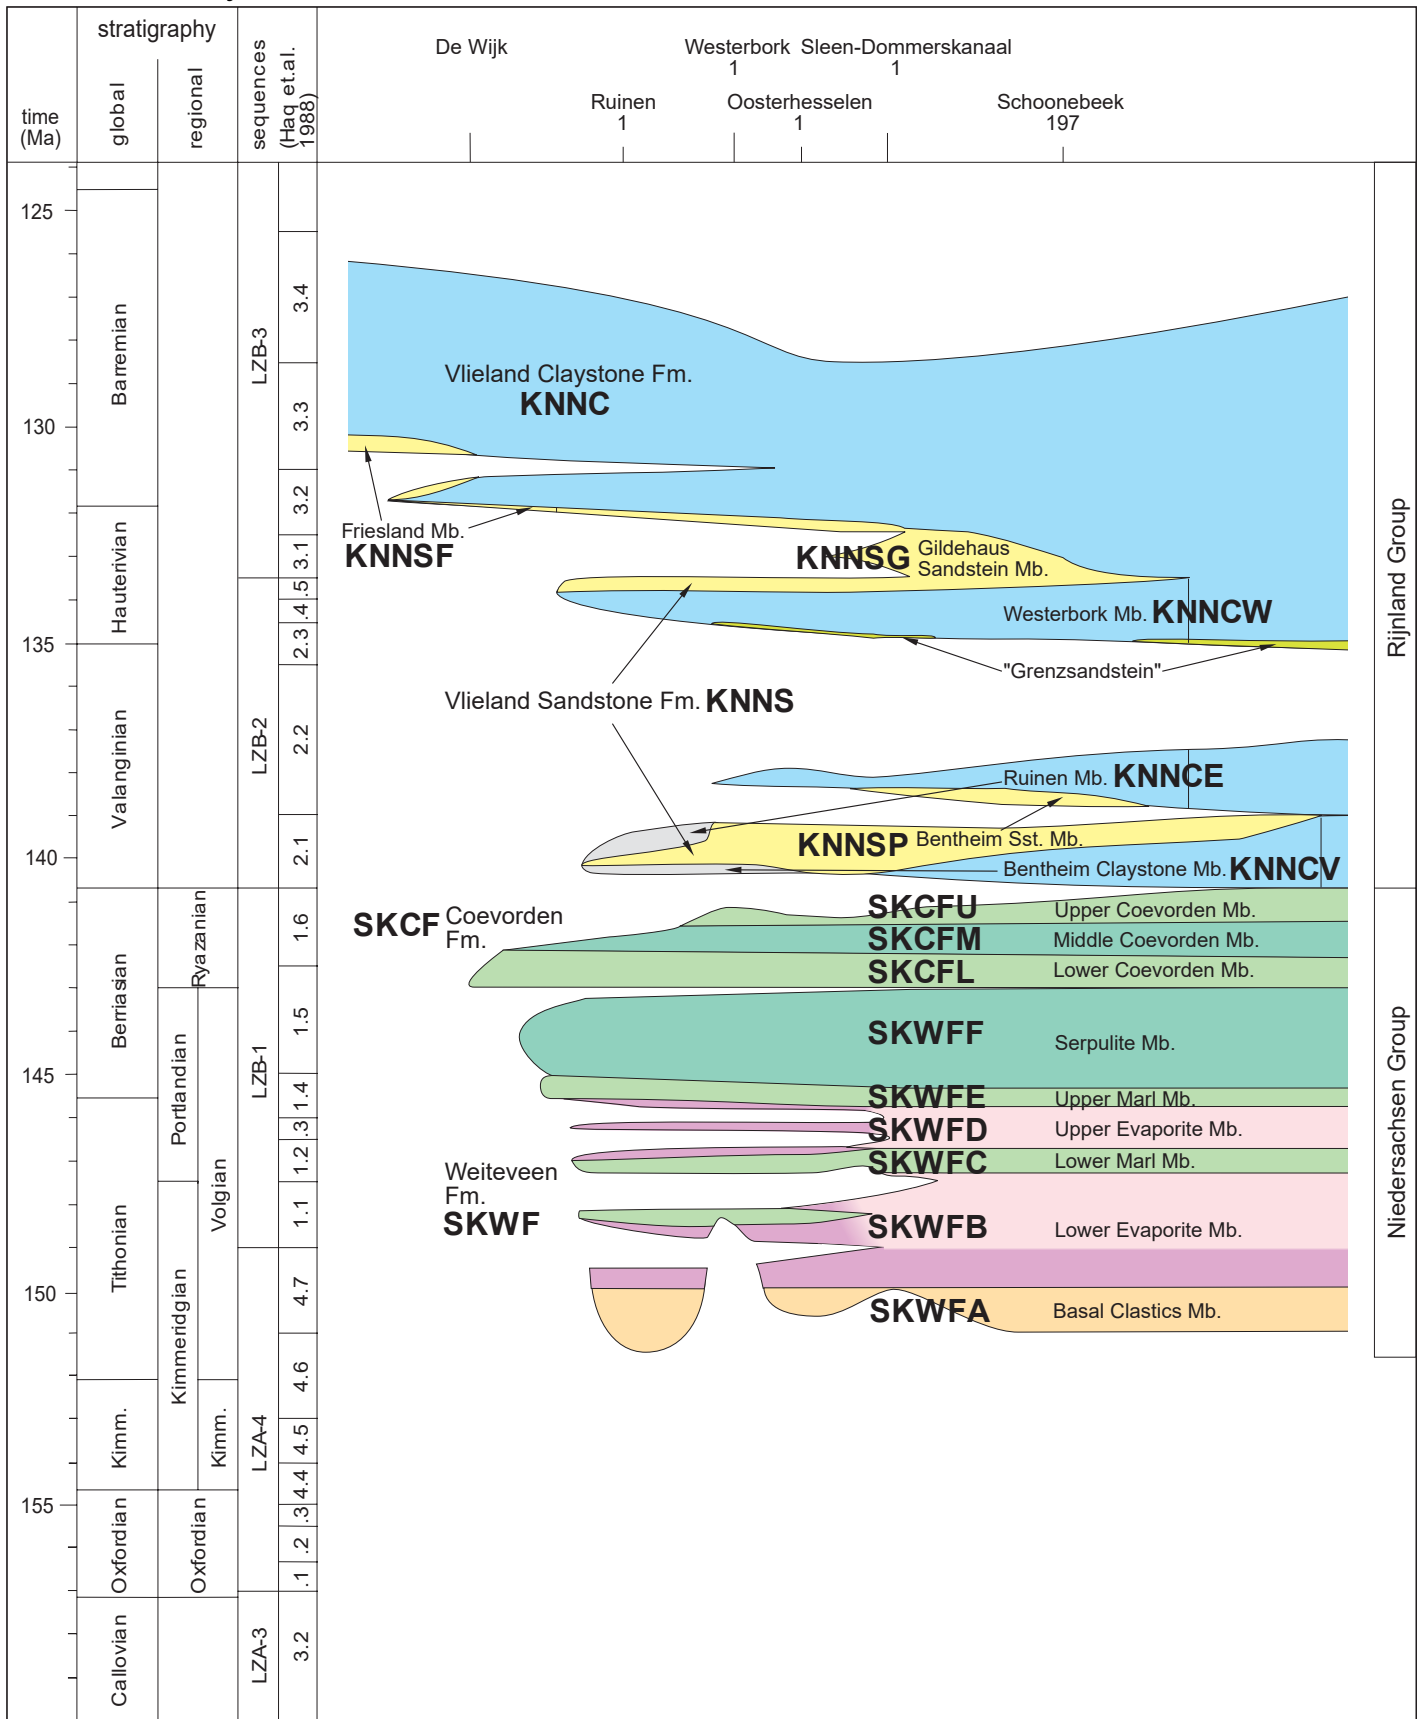 stratigraphy
time
(Ma)
global
regional
sequences
(Haq et.al.
1988)
De Wijk
Westerbork
1
Sleen-Dommerskanaal
1
Ruinen
1
Oosterhesselen
1
Schoonebeek
197
125
130
135
140
145
150
155
Barremian
Hauterivian
Valanginian
Berriasian
Tithonian
Kimm.
Oxfordian
Callovian
Ryazanian
Portlandian
Volgian
Kimmeridgian
Kimm.
Oxfordian
LZB-3
LZB-2
LZB-1
LZA-4
LZA-3
3.4
3.3
3.2
3.1
.5
.4
2.3
2.2
2.1
1.6
1.5
1.4
.3
1.2
1.1
4.7
4.6
4.5
4.4
.3
.2
.1
3.2
Vlieland Claystone Fm.
KNNC
Friesland Mb.
KNNSF
KNNSG
Gildehaus
Sandstein Mb.
Westerbork Mb. KNNCW
"Grenzsandstein"
Vlieland Sandstone Fm. KNNS
Ruinen Mb. KNNCE
KNNSP Bentheim Sst. Mb.
Bentheim Claystone Mb. KNNCV
SKCF Coevorden
Fm.
SKCFU Upper Coevorden Mb.
SKCFM Middle Coevorden Mb.
SKCFL Lower Coevorden Mb.
SKWFF Serpulite Mb.
SKWFE Upper Marl Mb.
SKWFD Upper Evaporite Mb.
SKWFC Lower Marl Mb.
Weiteveen
Fm.
SKWF
SKWFB Lower Evaporite Mb.
SKWFA Basal Clastics Mb.
Rijnland Group
Niedersachsen Group